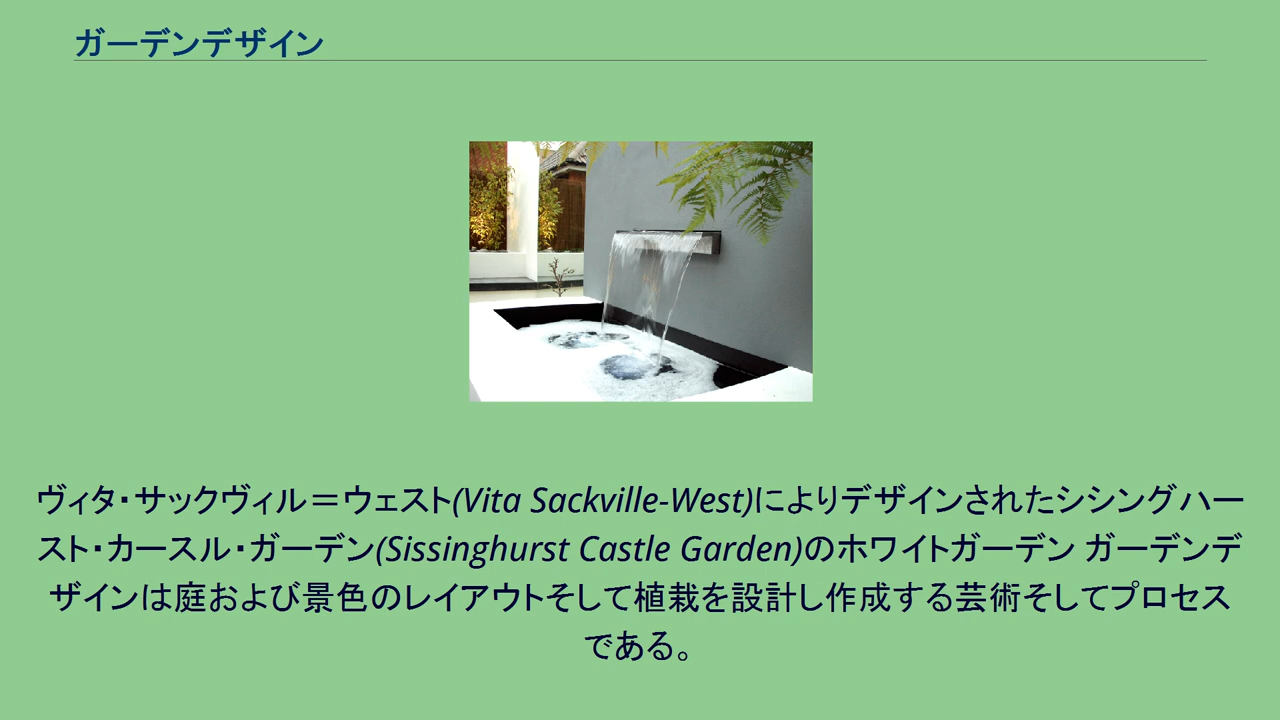 ガーデンデザイン
ヴィタ・サックヴィル＝ウェスト(Vita Sackville-West)によりデザインされたシシングハー
スト・カースル・ガーデン(Sissinghurst Castle Garden)のホワイトガーデン ガーデンデ
ザインは庭および景色のレイアウトそして植栽を設計し作成する芸術そしてプロセス
である。